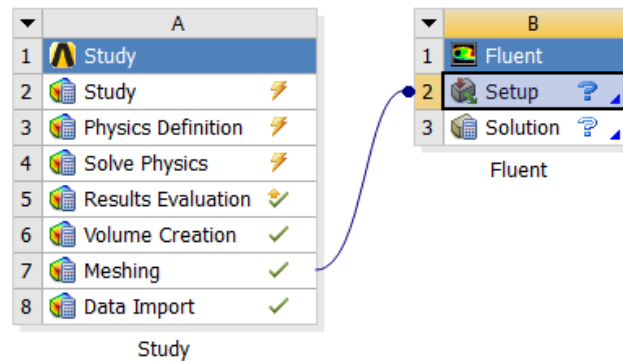 A
1 Study
2 Study
3 Physics Definition
4 Solve Physics
5 Results Evaluation
6 Volume Creation
7 Meshing
8 Data Import
Study
B
1 Fluent
2 Setup ?
3 Solution ?
Fluent